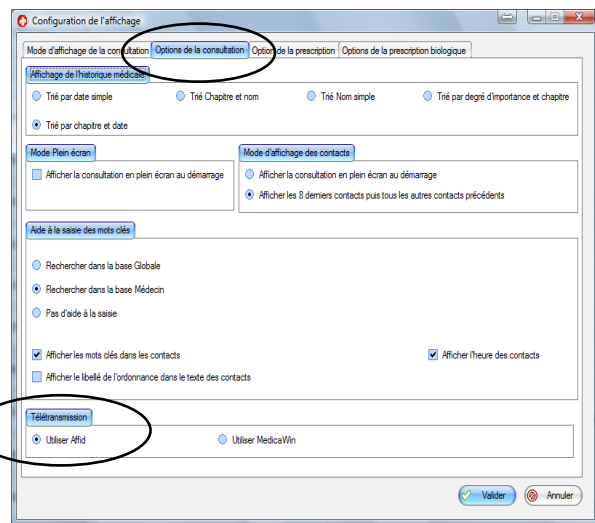 Configuration de l'affichage
Mode d'affichage de la consultation Options de la consultation Option de la prescription Options de la prescription biologique
Affichage de l'historique médicale
Trié par date simple Trié Chapitre et nom Trié Nom simple Trié par degré d'importance et chapitre
Trié par chapitre et date
Mode Plein écran Mode d'affichage des contacts
Afficher la consultation en plein écran au démarrage Afficher la consultation en plein écran au démarrage
Afficher les 8 derniers contacts puis tous les autres contacts précédents
Aide à la saisie des mots clés
Rechercher dans la base Globale
Rechercher dans la base Médecin
Pas d'aide à la saisie
Afficher les mots clés dans les contacts Afficher l'heure des contacts
Afficher le libellé de l'ordonnance dans le texte des contacts
Télétransmission
Utiliser Affid Utiliser MedicaWin
Valider Annuler